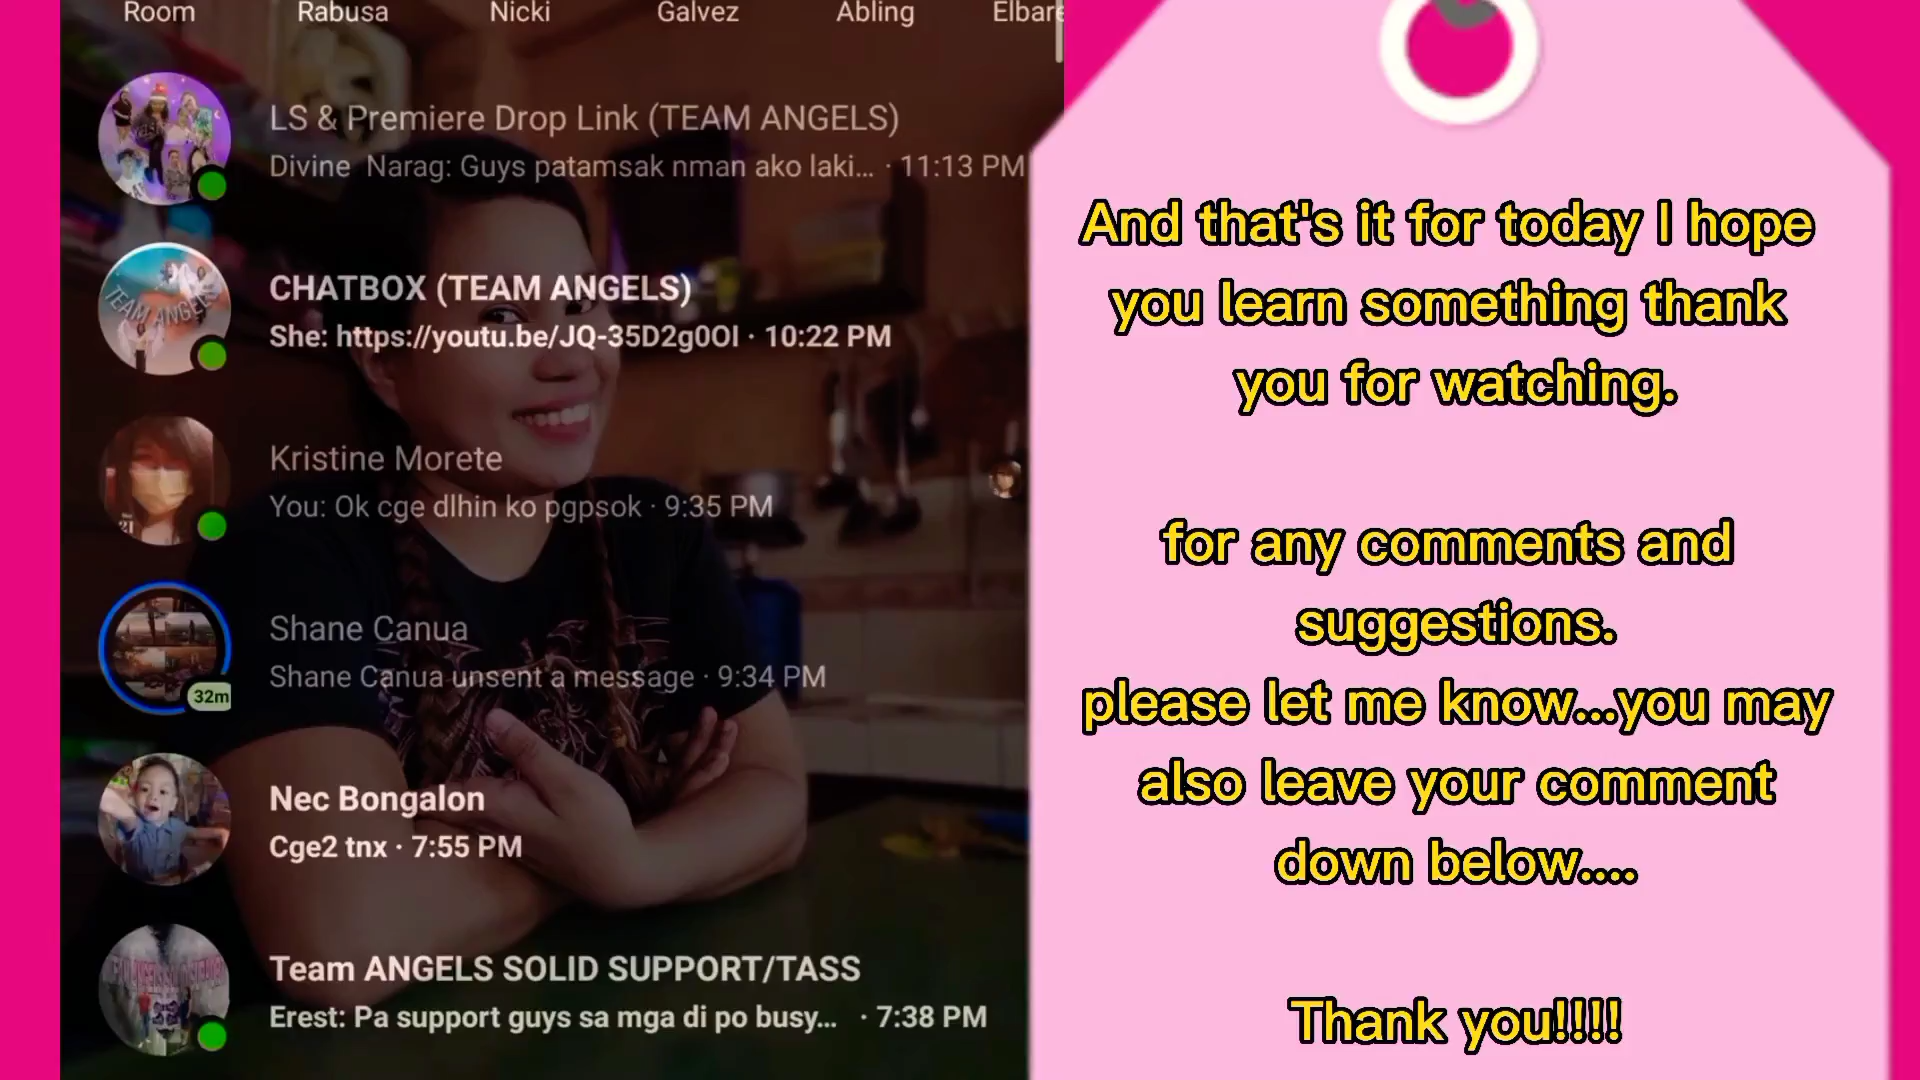 Room Rabusa Nicki Galvez Abling Elbare
LS & Premiere Drop Link (TEAM ANGELS)
Divine Narag: Guys patamsak nman ako laki... · 11:13 PM
CHATBOX (TEAM ANGELS)
She: https://youtu.be/JQ-35D2g0OI · 10:22 PM
TEAM ANGELS
Kristine Morete
You: Ok cge dlhin ko pgpsok · 9:35 PM
21
Shane Canua
Shane Canua unsent a message · 9:34 PM
32m
Nec Bongalon
Cge2 tnx · 7:55 PM
Team ANGELS SOLID SUPPORT/TASS
Erest: Pa support guys sa mga di po busy... · 7:38 PM
And that's it for today I hope
you learn something thank
you for watching.
for any comments and
suggestions.
please let me know...you may
also leave your comment
down below....
Thank you!!!!